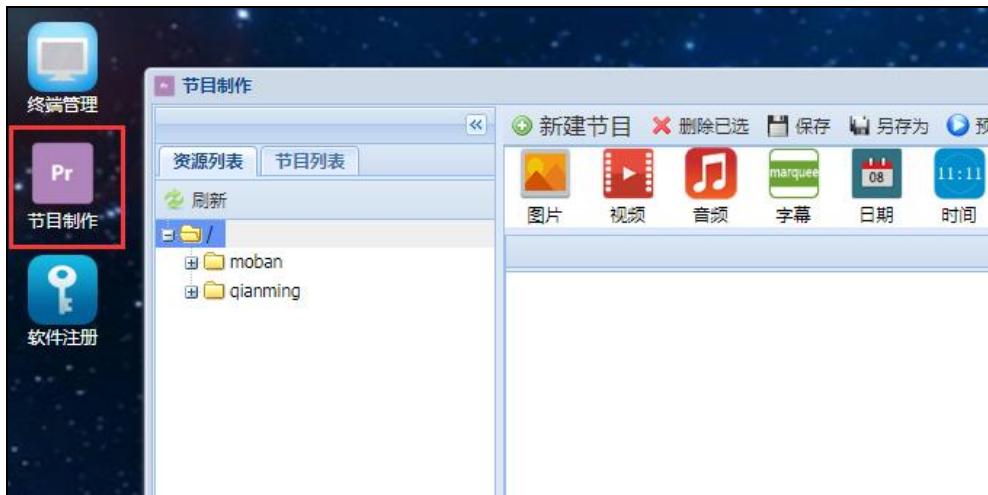 终端管理
Pr
节目制作
软件注册
节目制作
资源列表 节目列表
刷新
/
moban
qianming
新建节目 删除已选 保存 另存为
marquee 08 11:11
图片 视频 音频 字幕 日期 时间